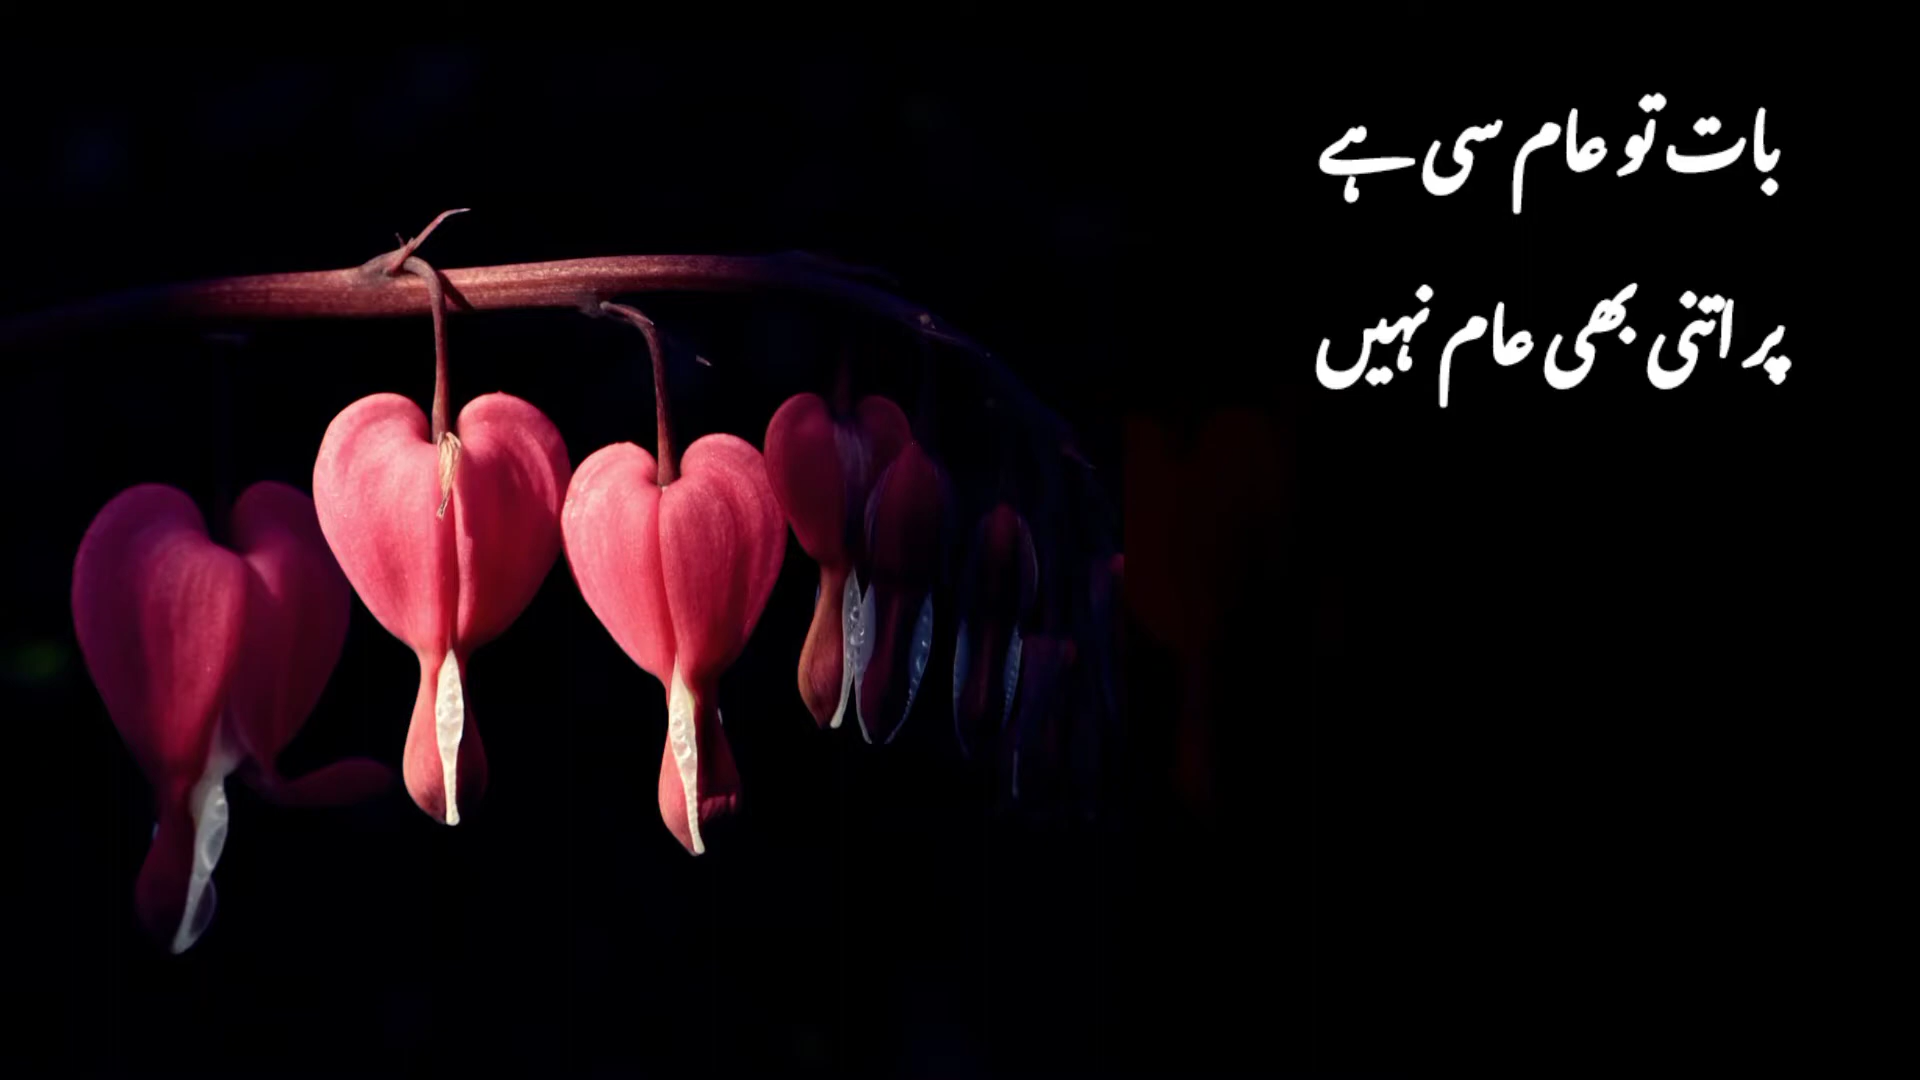 بات تو عام سی ہے
پر اتنی بھی عام نہیں